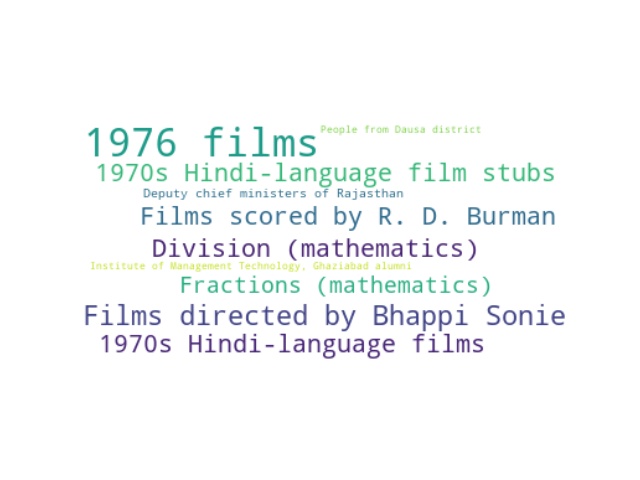 1976 films
People from Dausa district
1970s Hindi-language film stubs
Deputy chief ministers of Rajasthan
Films scored by R. D. Burman
Division (mathematics)
Institute of Management Technology, Ghaziabad alumni
Fractions (mathematics)
Films directed by Bhappi Sonie
1970s Hindi-language films